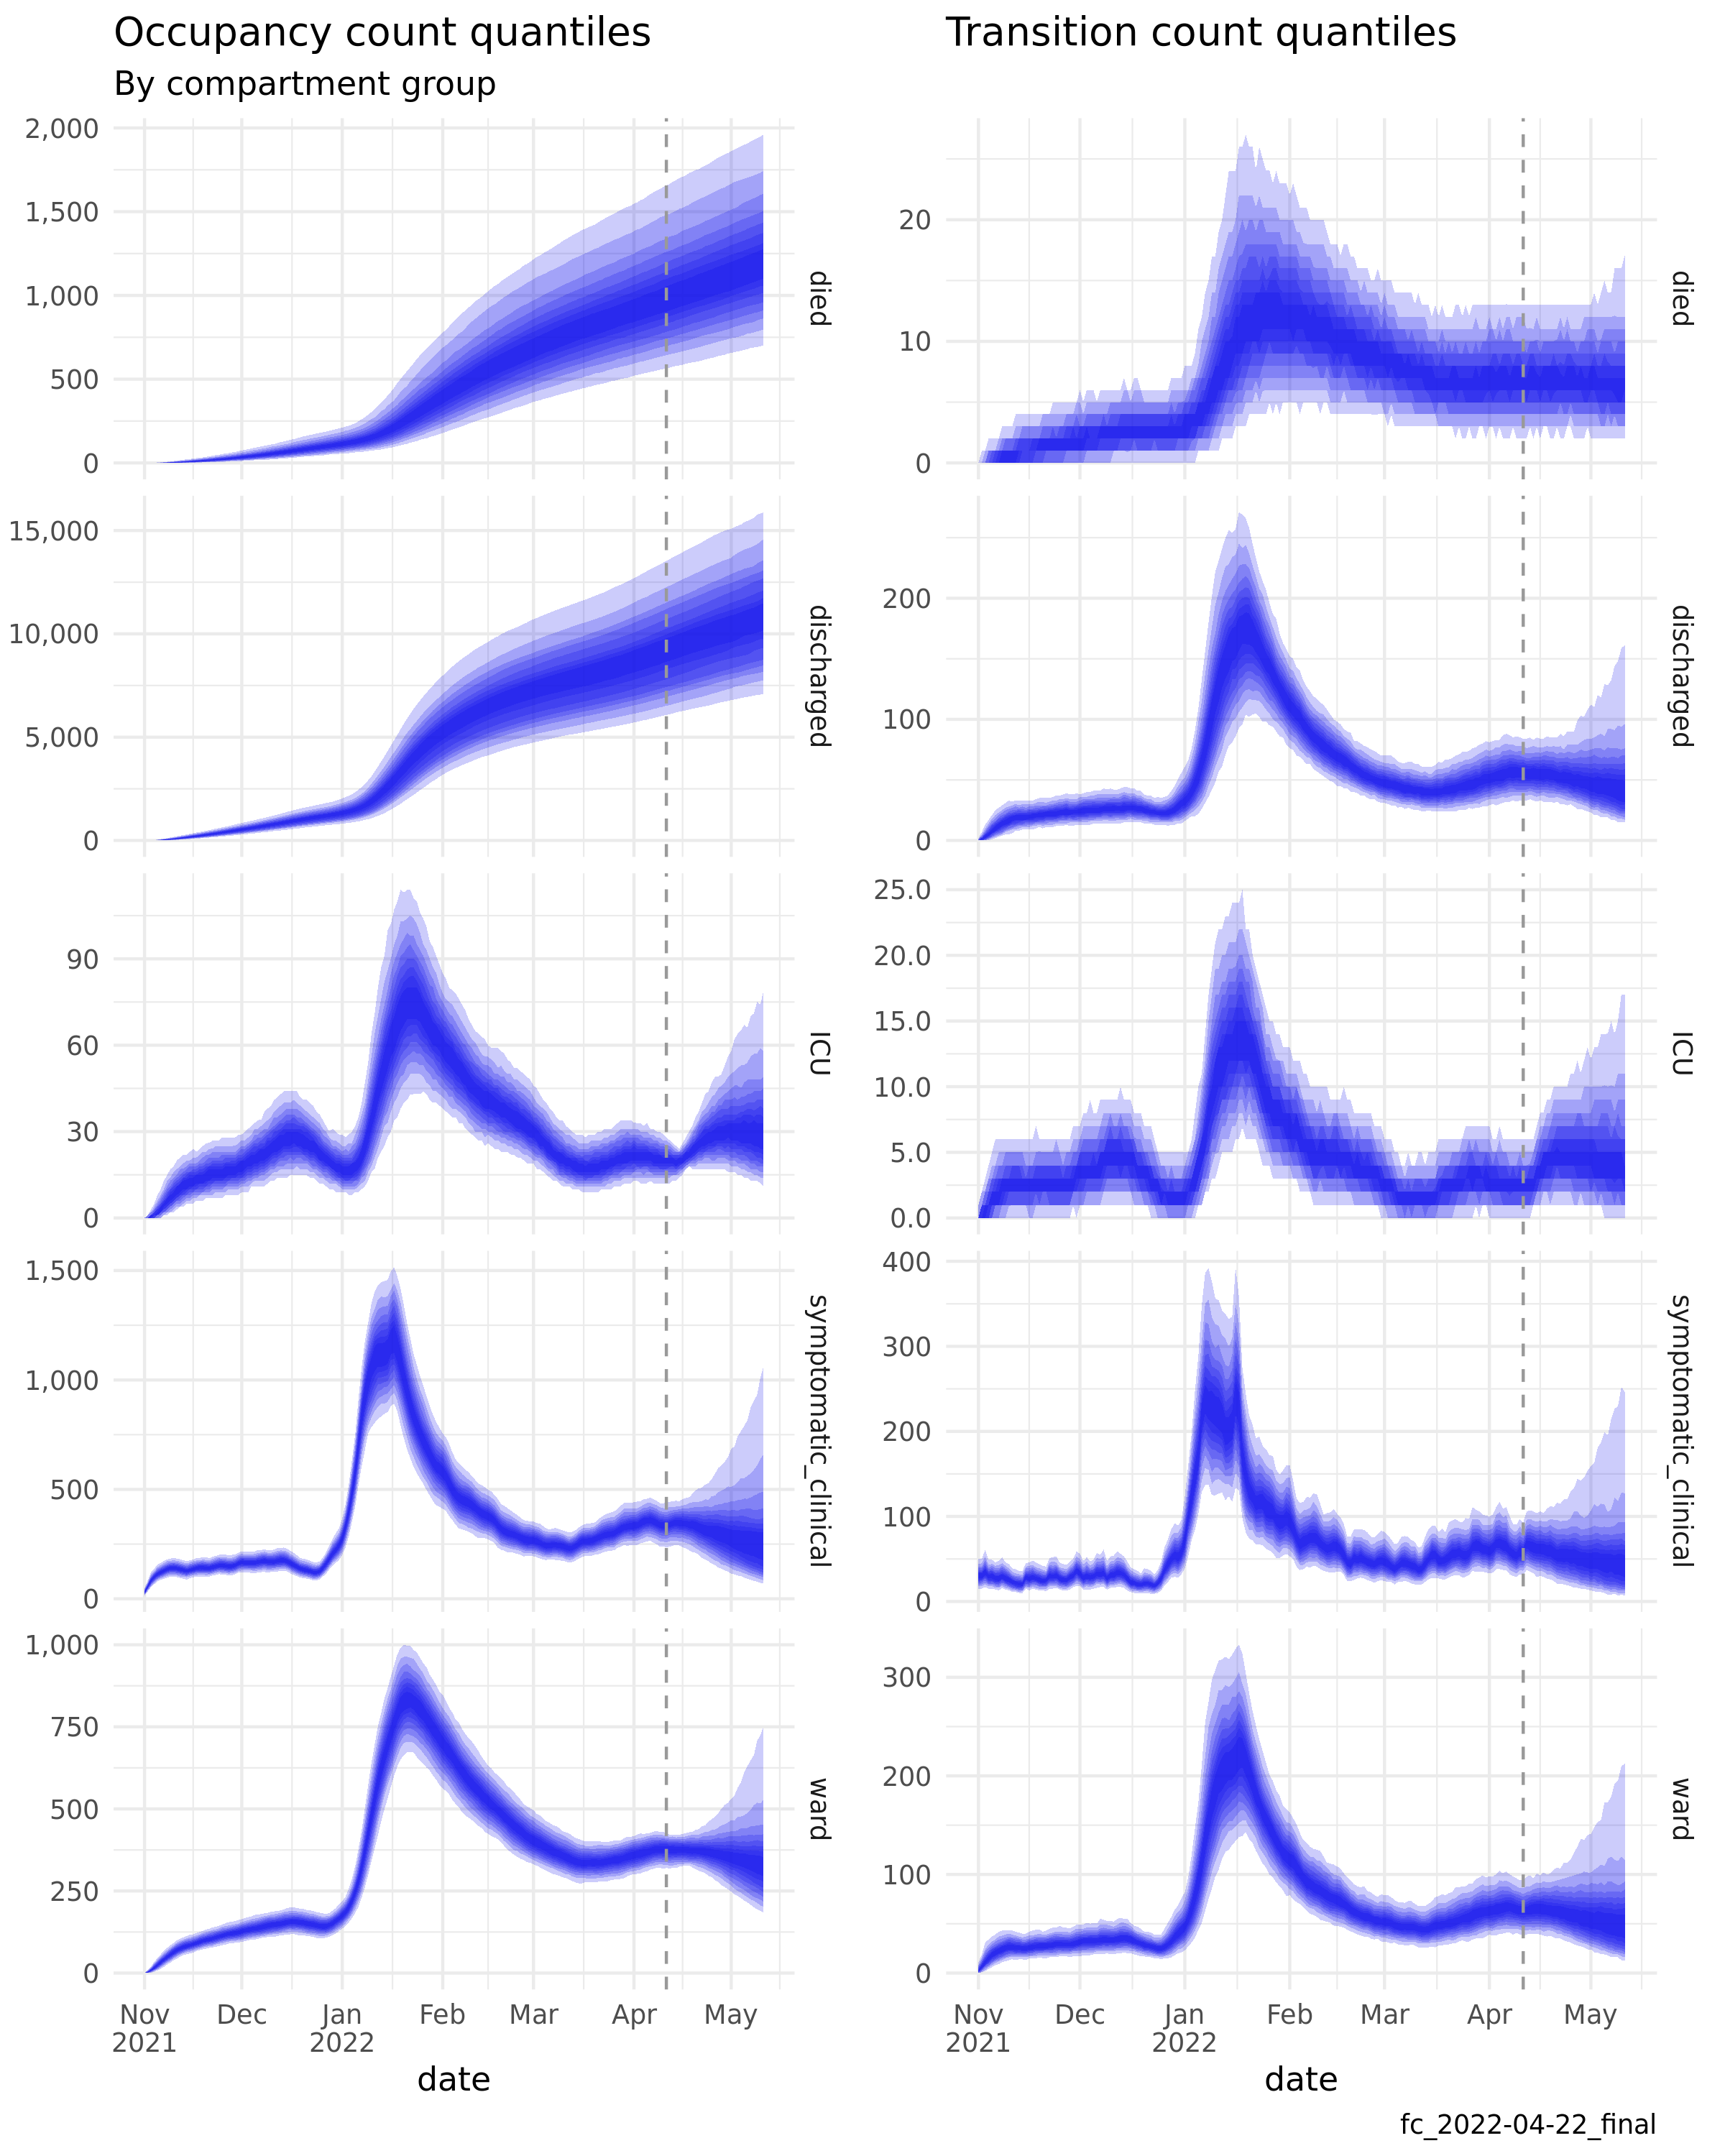 Occupancy count quantiles
By compartment group
2,000
1,500
1,000
500
0
died
15,000
10,000
5,000
0
discharged
90
60
30
0
ICU
1,500
1,000
500
0
symptomatic_clinical
1,000
750
500
250
0
ward
Nov Dec Jan Feb Mar Apr May
2021 2022
date
Transition count quantiles
20
10
0
died
200
100
0
discharged
25.0
20.0
15.0
10.0
5.0
0.0
ICU
400
300
200
100
0
symptomatic_clinical
300
200
100
0
ward
Nov Dec Jan Feb Mar Apr May
2021 2022
date
fc_2022-04-22_final